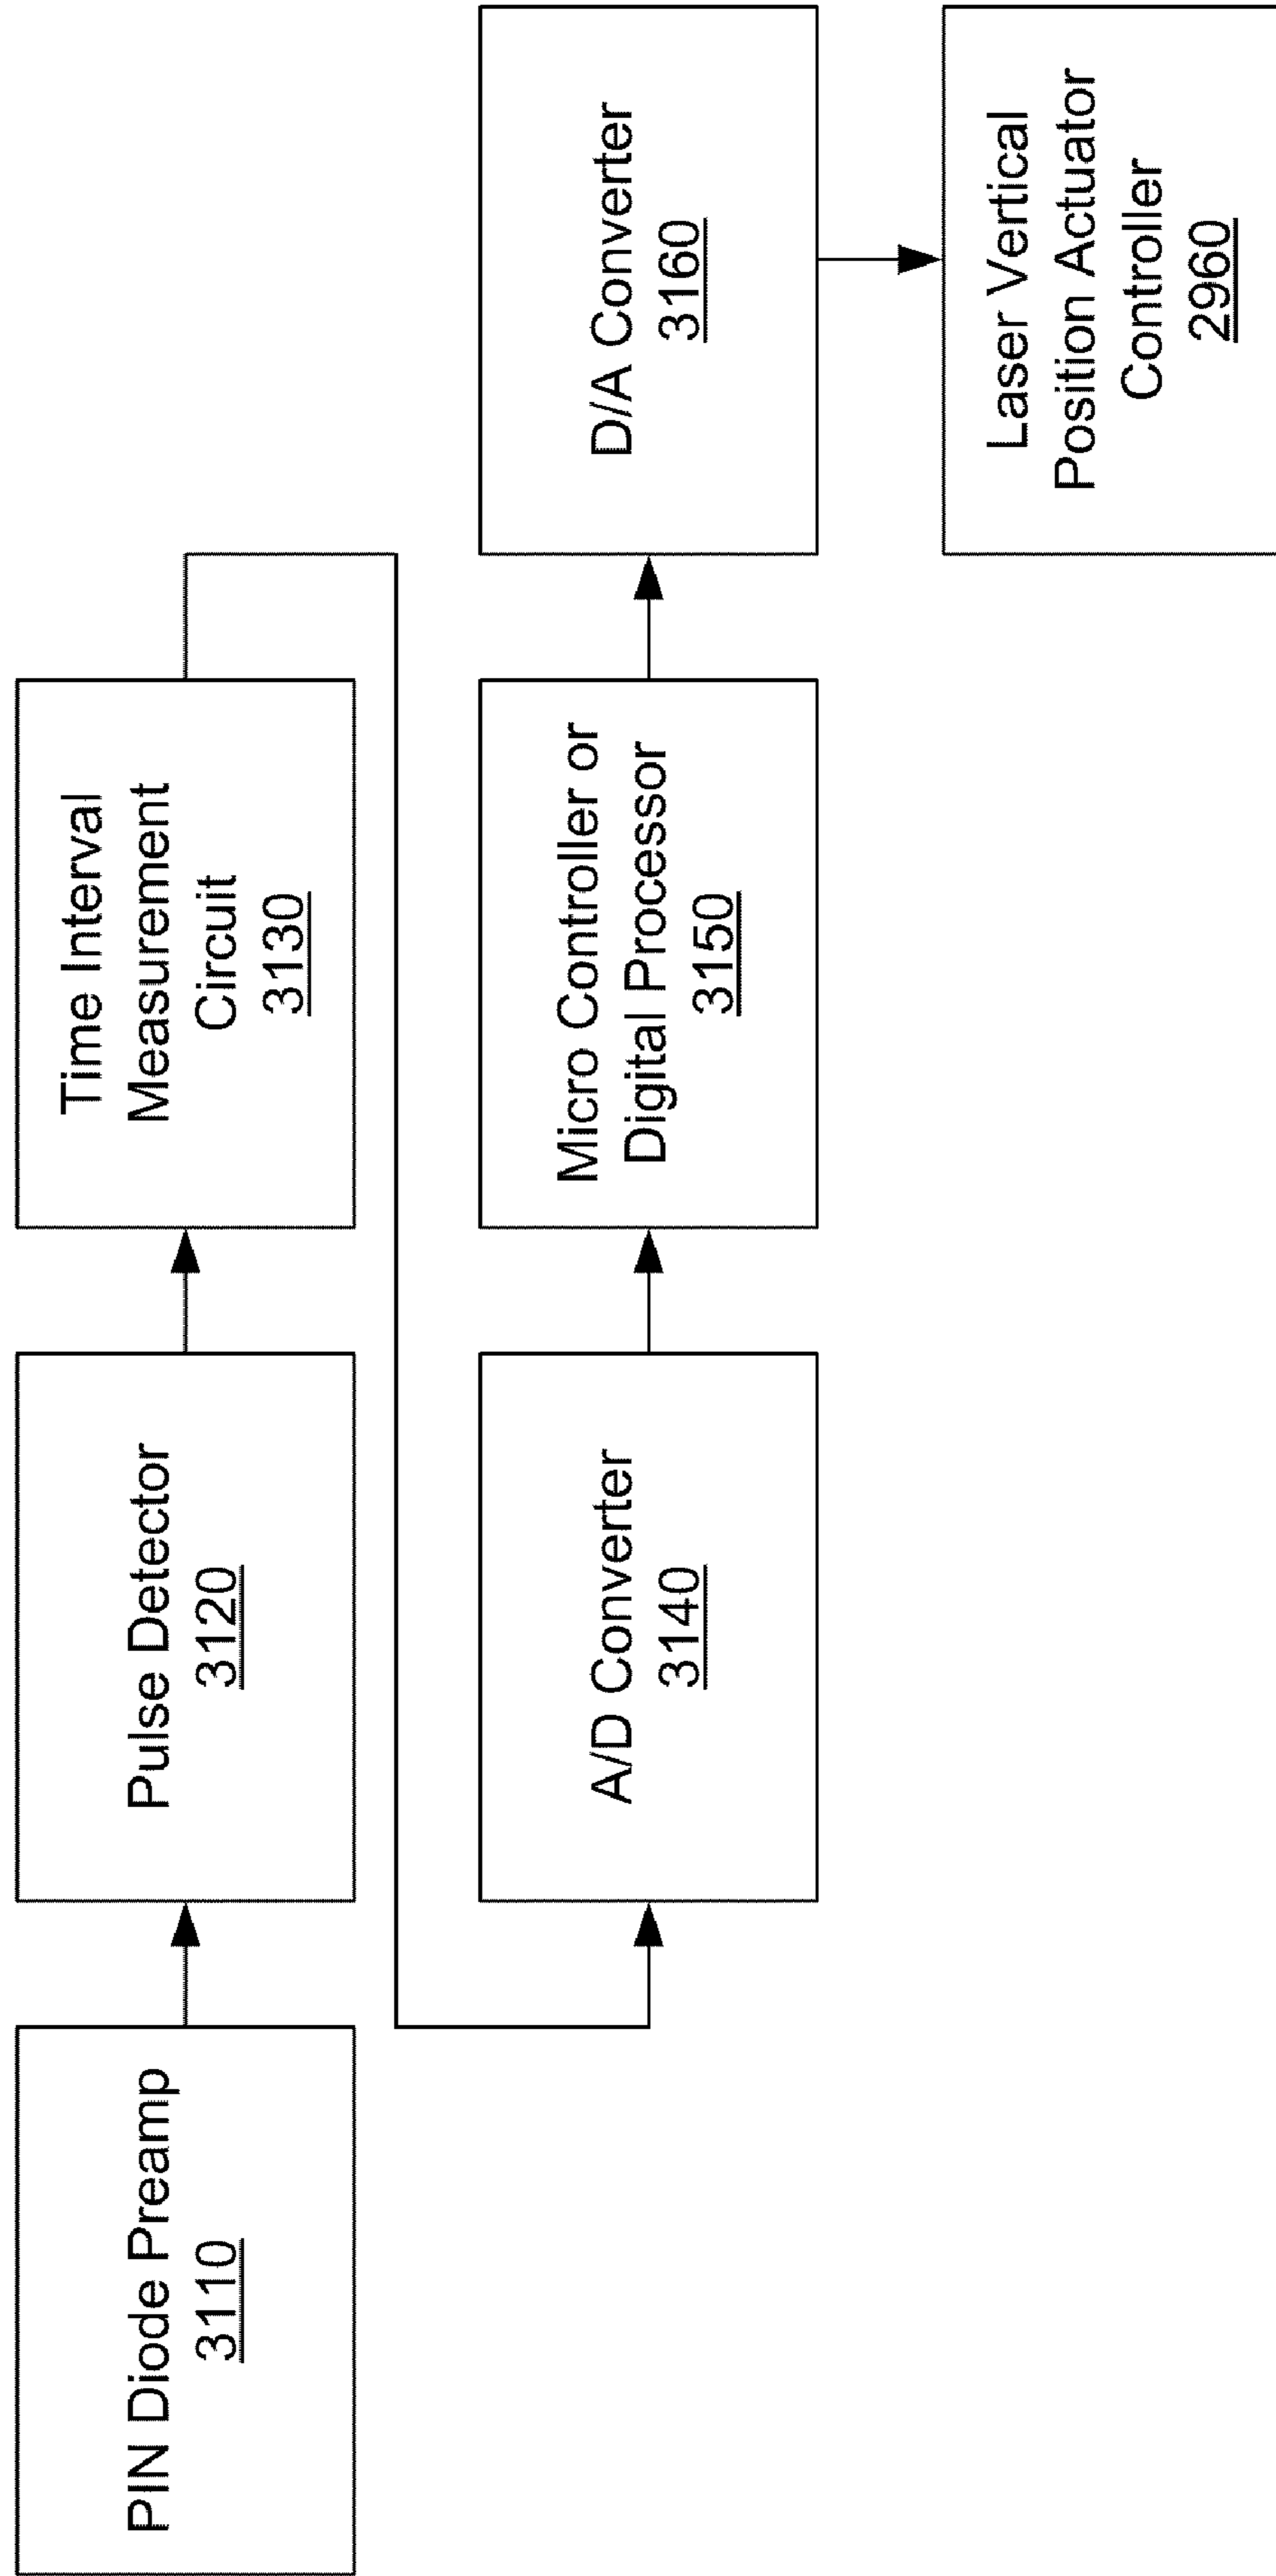 PIN Diode Preamp
3110
Pulse Detector
3120
Time Interval
Measurement
Circuit
3130
A/D Converter
3140
Micro Controller or
Digital Processor
3150
D/A Converter
3160
Laser Vertical
Position Actuator
Controller
2960